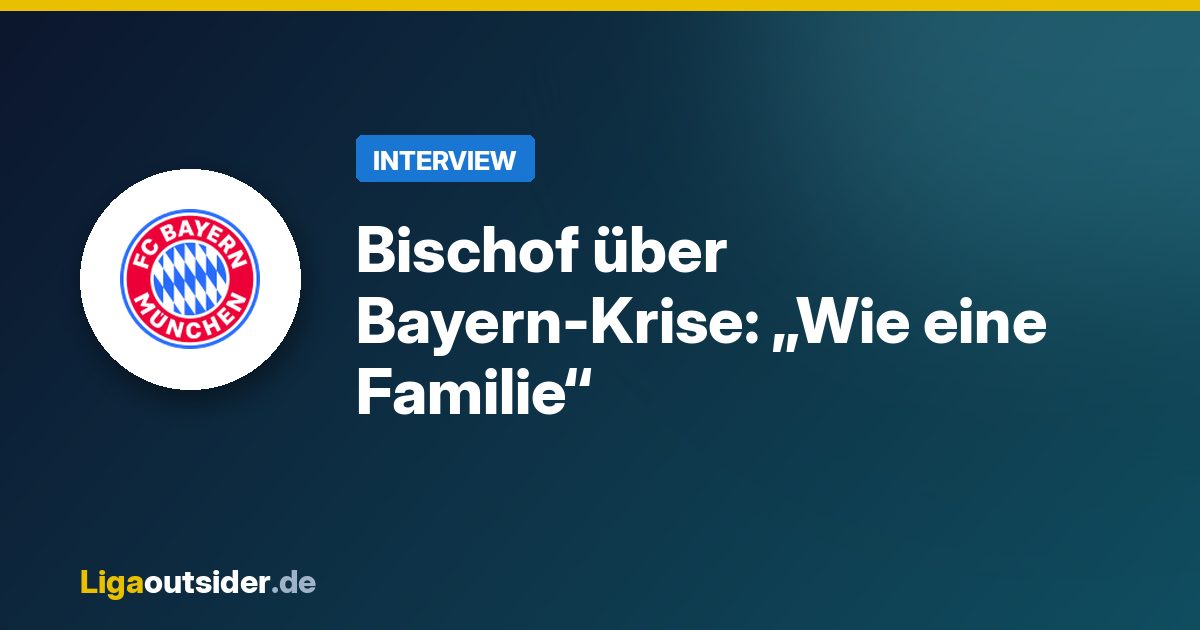 INTERVIEW
FC BAYERN
MÜNCHEN
Bischof über
Bayern-Krise: „Wie eine
Familie“
Ligaoutsider.de